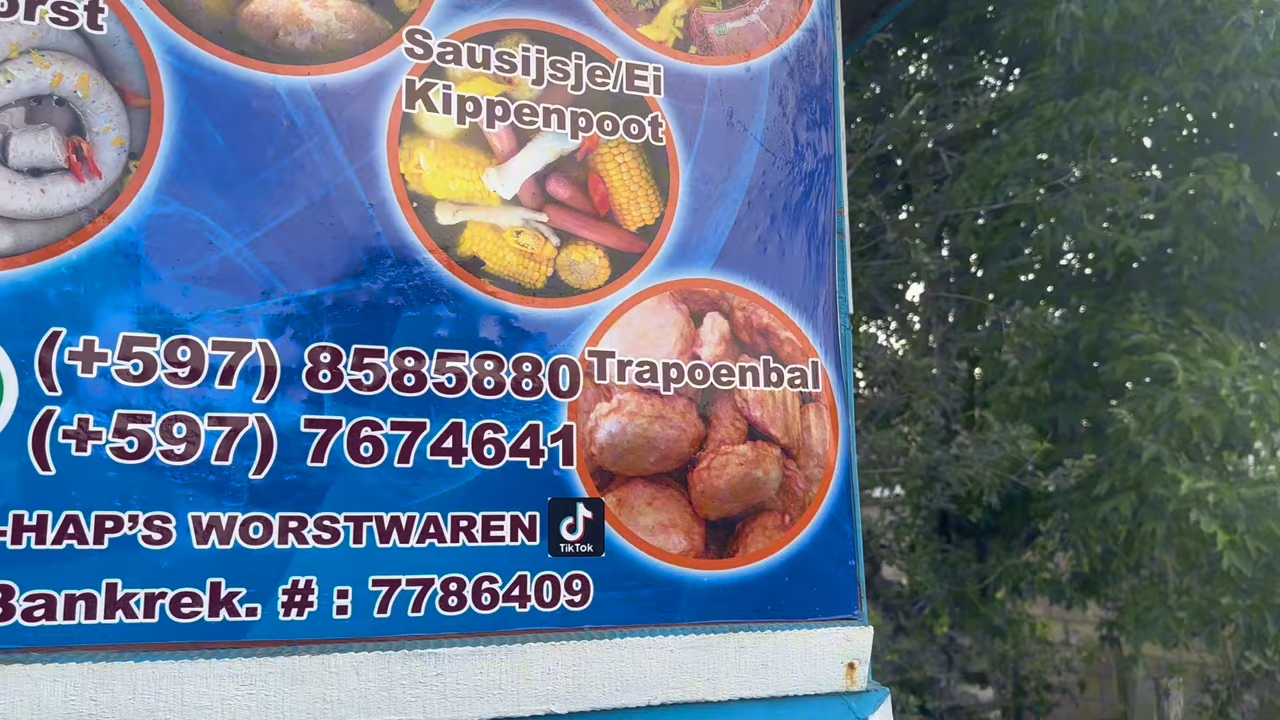 Sausijsje/Ei
Kippenpoot
Trapoenbal
(+597) 8585880
(+597) 7674641
-HAP'S WORSTWAREN
TikTok
Bankrek. # : 7786409